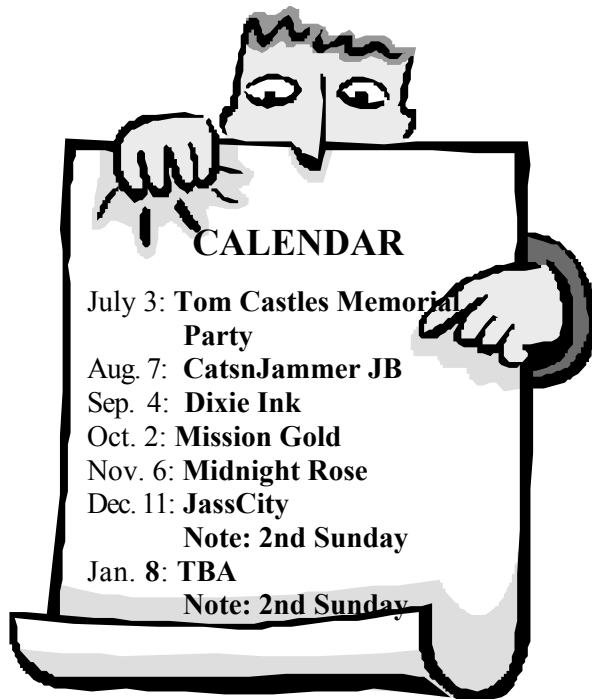 CALENDAR
July 3: Tom Castles Memorial
Party
Aug. 7: CatsnJammer JB
Sep. 4: Dixie Ink
Oct. 2: Mission Gold
Nov. 6: Midnight Rose
Dec. 11: JassCity
Note: 2nd Sunday
Jan. 8: TBA
Note: 2nd Sunday